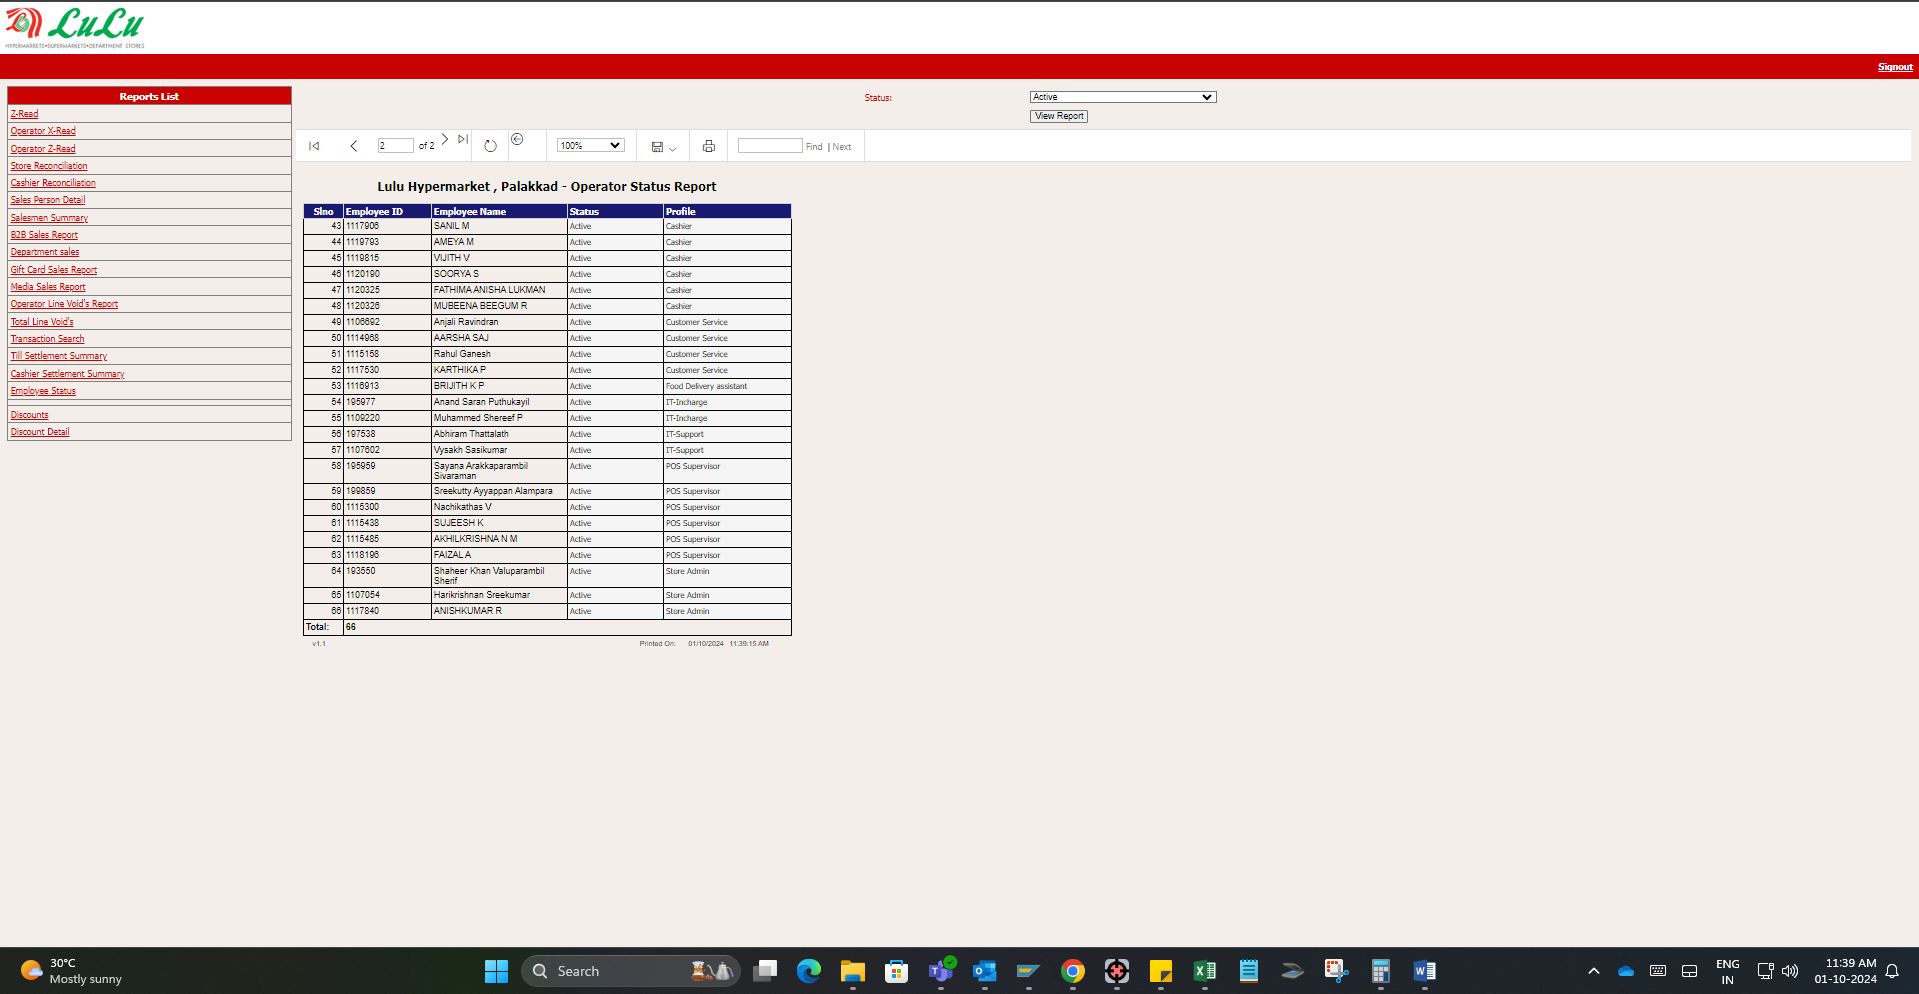 LuLu
HYPERMARKETS•SUPERMARKETS•DEPARTMENT STORES
Signout
Reports List
Z-Read
Operator X-Read
Operator Z-Read
Store Reconciliation
Cashier Reconciliation
Sales Person Detail
Salesmen Summary
B2B Sales Report
Department sales
Gift Card Sales Report
Media Sales Report
Operator Line Void's Report
Total Line Void's
Transaction Search
Till Settlement Summary
Cashier Settlement Summary
Employee Status
Discounts
Discount Detail
Status: Active
View Report
2 of 2 100% Find | Next
Lulu Hypermarket , Palakkad - Operator Status Report
Slno Employee ID Employee Name Status Profile
43 1117906 SANIL M Active Cashier
44 1119793 AMEYA M Active Cashier
45 1119815 VIJITH V Active Cashier
46 1120190 SOORYA S Active Cashier
47 1120325 FATHIMA ANISHA LUKMAN Active Cashier
48 1120326 MUBEENA BEEGUM R Active Cashier
49 1106692 Anjali Ravindran Active Customer Service
50 1114968 AARSHA SAJ Active Customer Service
51 1115158 Rahul Ganesh Active Customer Service
52 1117530 KARTHIKA P Active Customer Service
53 1116913 BRIJITH K P Active Food Delivery assistant
54 195977 Anand Saran Puthukayil Active IT-Incharge
55 1109220 Muhammed Shereef P Active IT-Incharge
56 197538 Abhiram Thattalath Active IT-Support
57 1107602 Vysakh Sasikumar Active IT-Support
58 195959 Sayana Arakkaparambil Active POS Supervisor
Sivaraman
59 199859 Sreekutty Ayyappan Alampara Active POS Supervisor
60 1115300 Nachikathas V Active POS Supervisor
61 1115438 SUJEESH K Active POS Supervisor
62 1115485 AKHILKRISHNA N M Active POS Supervisor
63 1118196 FAIZAL A Active POS Supervisor
64 193550 Shaheer Khan Valuparambil Active Store Admin
Sherif
65 1107054 Harikrishnan Sreekumar Active Store Admin
66 1117840 ANISHKUMAR R Active Store Admin
Total: 66
v1.1 Printed On: 01/10/2024 11:39:15 AM
30°C
Mostly sunny
Search
ENG
IN
11:39 AM
01-10-2024